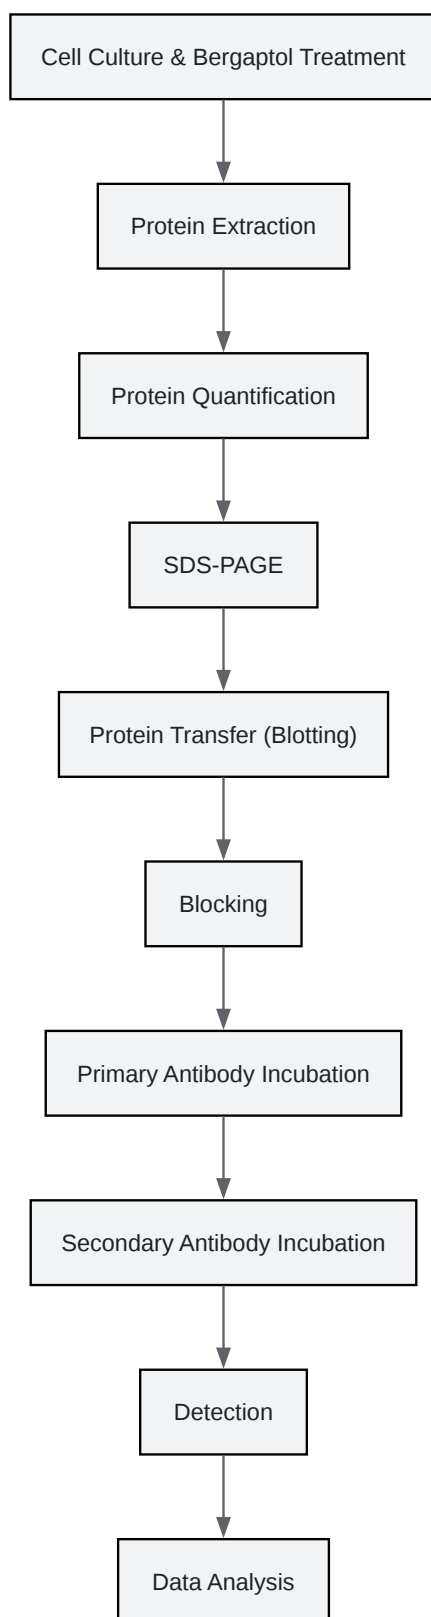 Cell Culture & Bergaptol Treatment
Protein Extraction
Protein Quantification
SDS-PAGE
Protein Transfer (Blotting)
Blocking
Primary Antibody Incubation
Secondary Antibody Incubation
Detection
Data Analysis